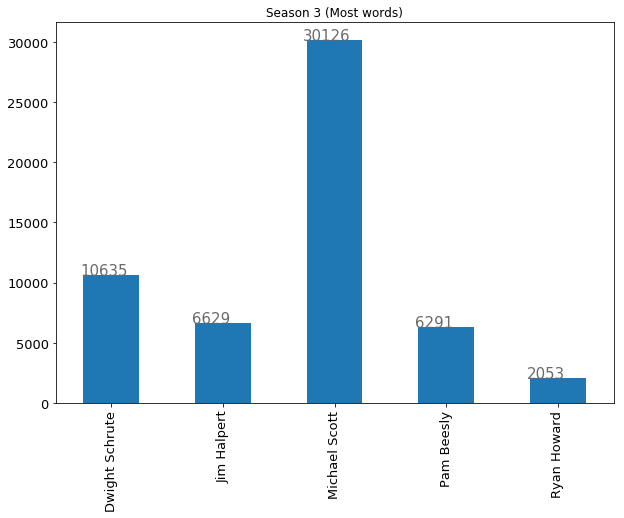 Season 3 (Most words)
30000
25000
20000
15000
10000
5000
0
10635
6629
30126
6291
2053
Dwight Schrute
Jim Halpert
Michael Scott
Pam Beesly
Ryan Howard